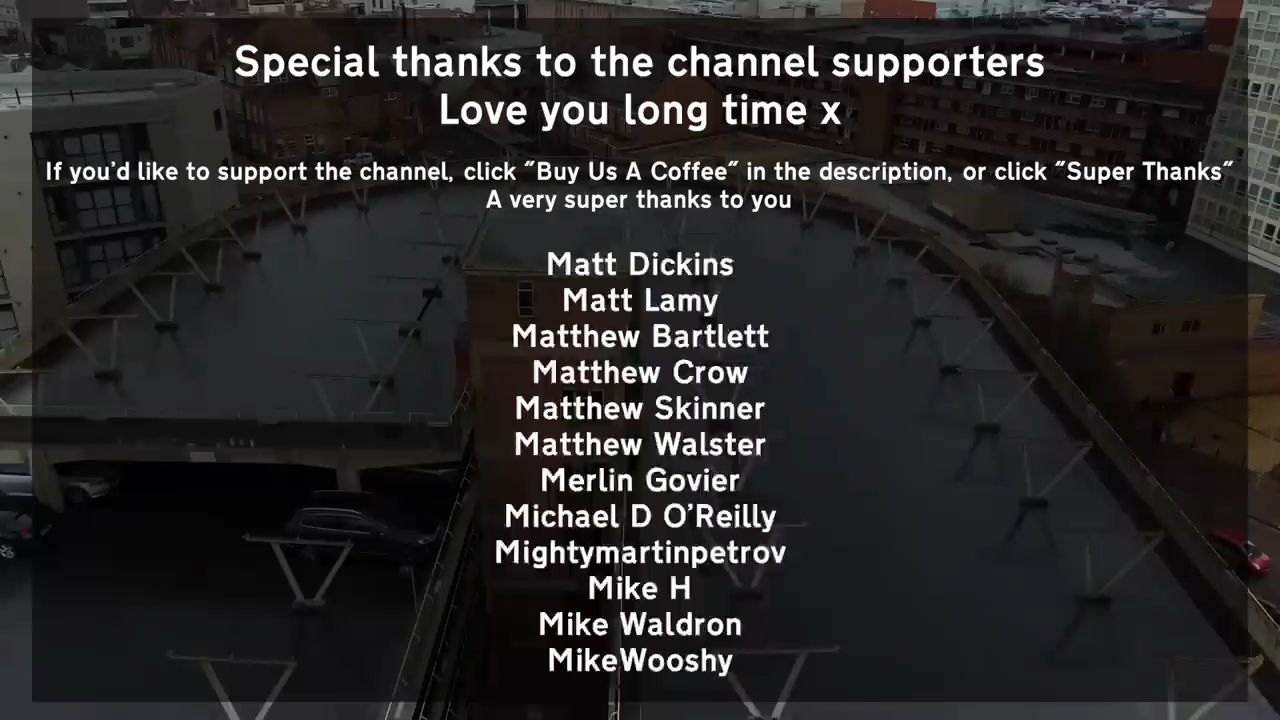 Special thanks to the channel supporters
Love you long time x
If you'd like to support the channel, click "Buy Us A Coffee" in the description, or click "Super Thanks"
A very super thanks to you
Matt Dickins
Matt Lamy
Matthew Bartlett
Matthew Crow
Matthew Skinner
Matthew Walster
Merlin Govier
Michael D O'Reilly
Mightymartinpetrov
Mike H
Mike Waldron
MikeWooshy